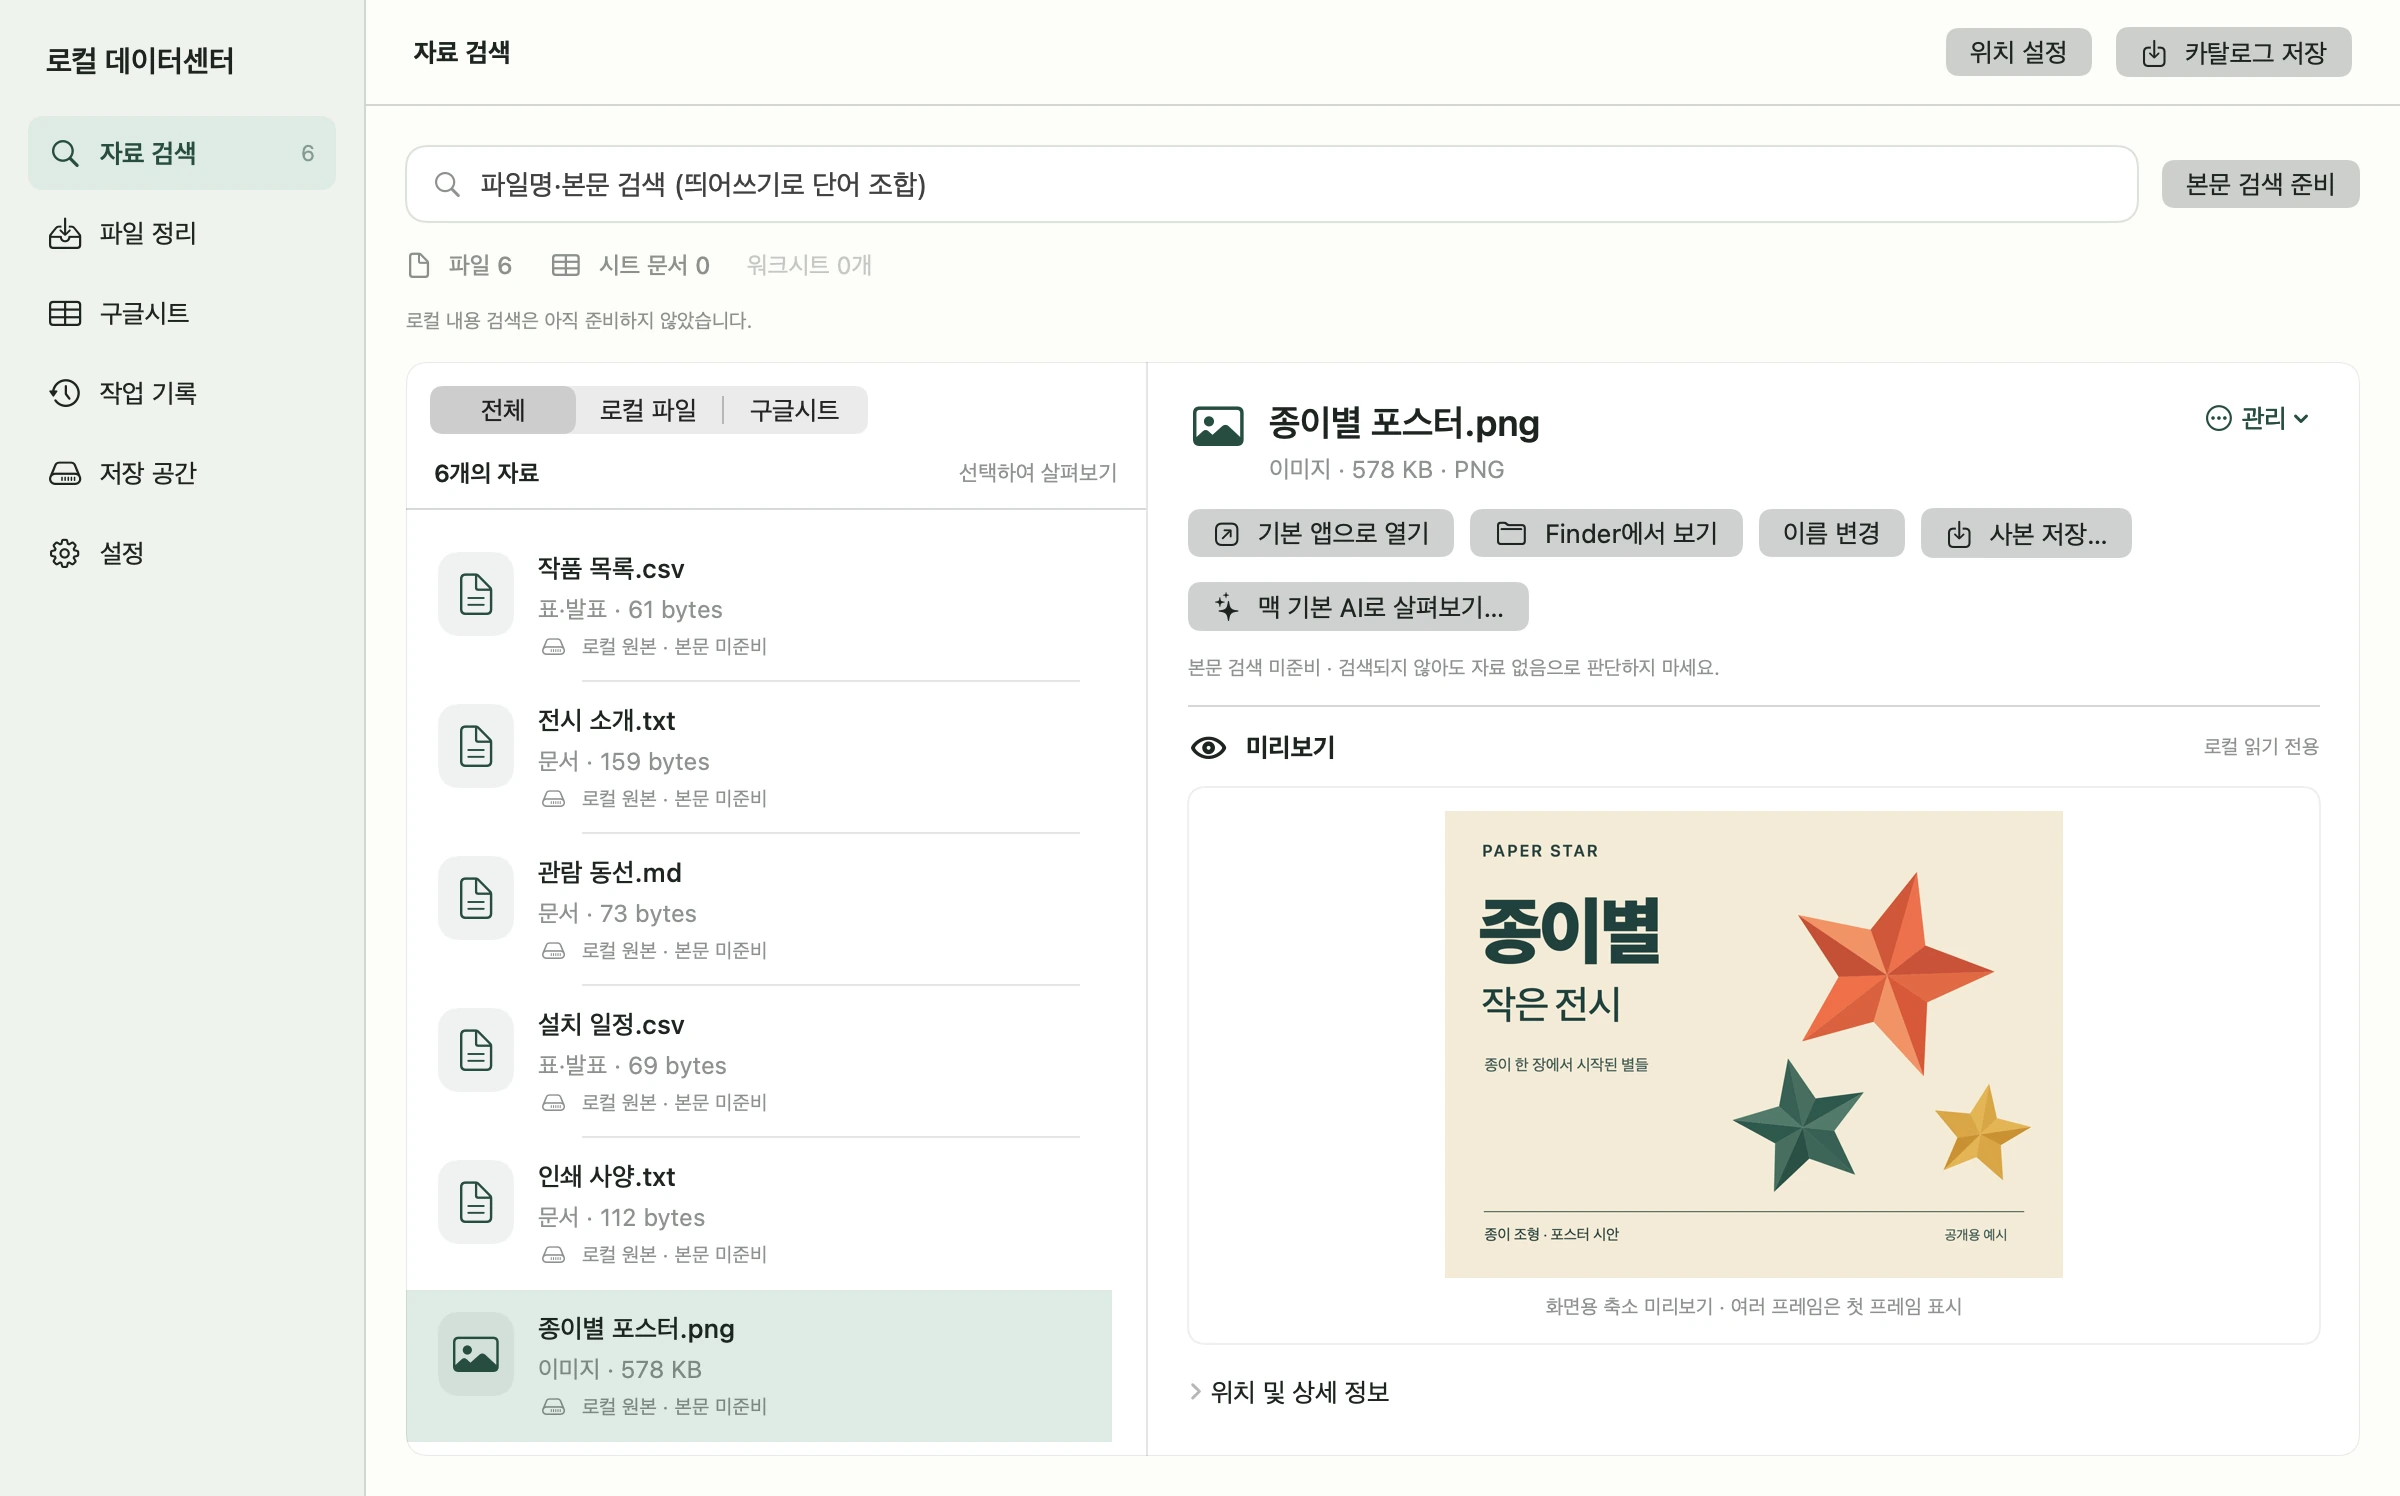 로컬 데이터센터
자료 검색 6
파일 정리
구글시트
작업 기록
저장 공간
설정
자료 검색
위치 설정
카탈로그 저장
파일명·본문 검색 (띄어쓰기로 단어 조합)
본문 검색 준비
파일 6 시트 문서 0 워크시트 0개
로컬 내용 검색은 아직 준비하지 않았습니다.
전체 로컬 파일 구글시트
6개의 자료 선택하여 살펴보기
작품 목록.csv
표·발표 · 61 bytes
로컬 원본 · 본문 미준비
전시 소개.txt
문서 · 159 bytes
로컬 원본 · 본문 미준비
관람 동선.md
문서 · 73 bytes
로컬 원본 · 본문 미준비
설치 일정.csv
표·발표 · 69 bytes
로컬 원본 · 본문 미준비
인쇄 사양.txt
문서 · 112 bytes
로컬 원본 · 본문 미준비
종이별 포스터.png
이미지 · 578 KB
로컬 원본 · 본문 미준비
종이별 포스터.png
이미지 · 578 KB · PNG
관리
기본 앱으로 열기 Finder에서 보기 이름 변경 사본 저장...
맥 기본 AI로 살펴보기...
본문 검색 미준비 · 검색되지 않아도 자료 없음으로 판단하지 마세요.
미리보기 로컬 읽기 전용
PAPER STAR
종이별
작은 전시
종이 한 장에서 시작된 별들
종이 조형 · 포스터 시안 공개용 예시
화면용 축소 미리보기 · 여러 프레임은 첫 프레임 표시
위치 및 상세 정보